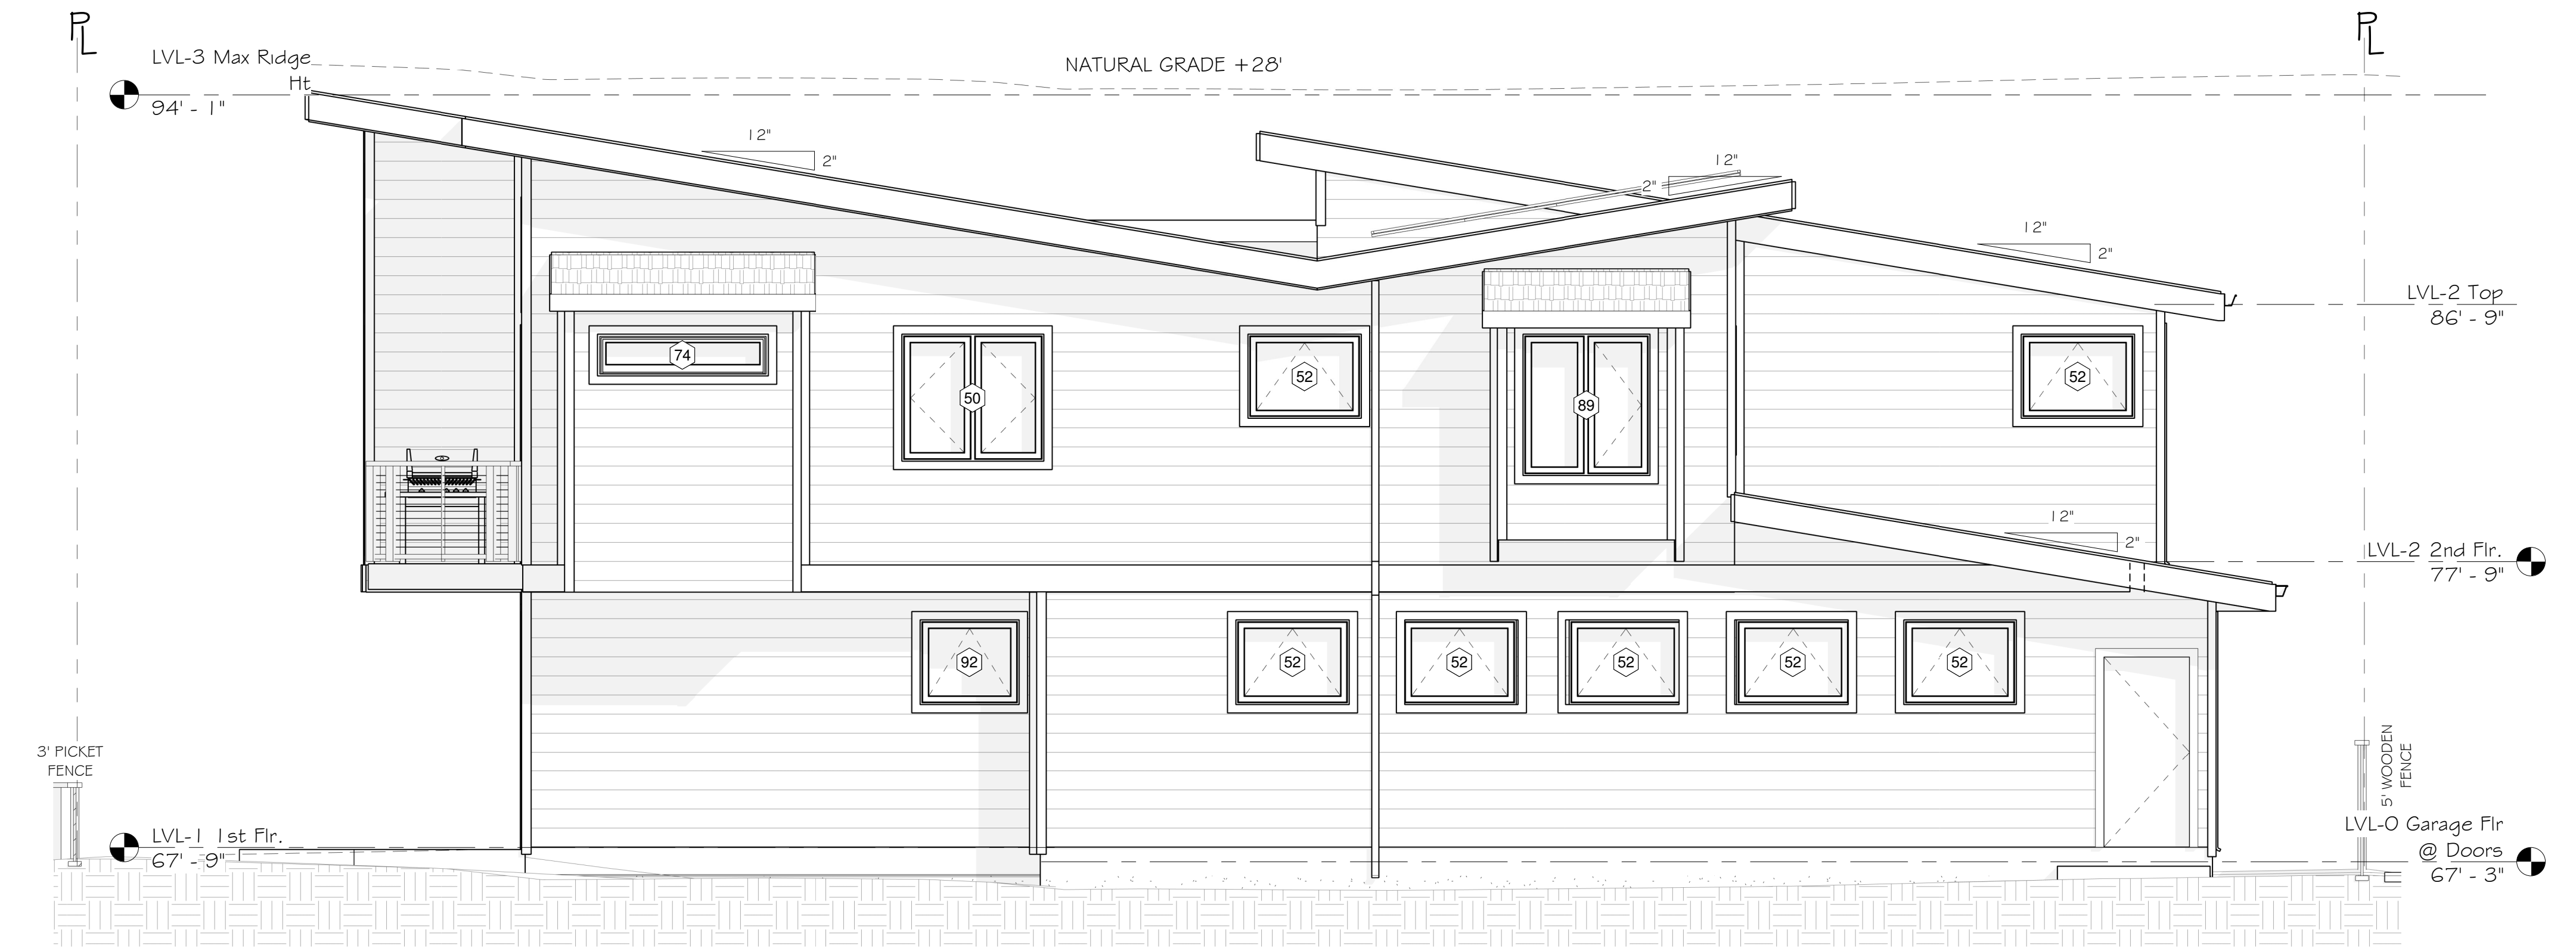 PL
PL
LVL-3 Max Ridge
Ht
94' - 1"
NATURAL GRADE +28'
12"
2"
12"
2"
12"
2"
LVL-2 Top
86' - 9"
74
50
52
89
52
12"
2"
LVL-2 2nd Flr.
77' - 9"
92
52
52
52
52
52
3' PICKET
FENCE
5' WOODEN
FENCE
LVL-1 1st Flr.
67' - 9"
LVL-0 Garage Flr
@ Doors
67' - 3"